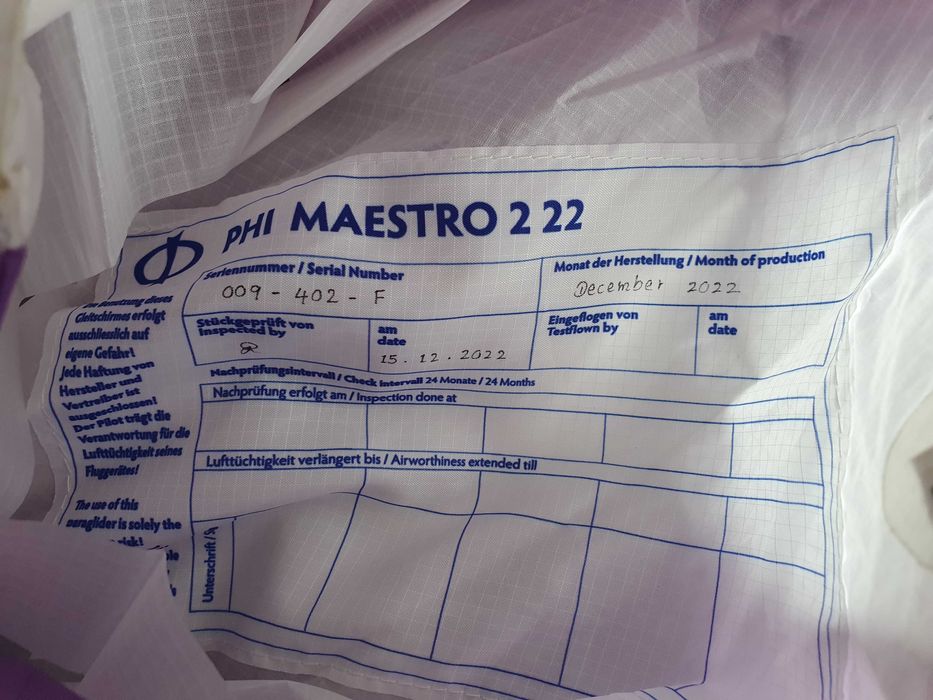 PHI MAESTRO 2 22
Seriennummer / Serial Number
009 - 402 - F
Monat der Herstellung / Month of production
December 2022
Stückgeprüft von
Inspected by
am
date
15.12.2022
Eingeflogen von
Testflown by
am
date
Nachprüfungsintervall / Check intervall 24 Monate / 24 Months
Nachprüfung erfolgt am / Inspection done at
Lufttüchtigkeit verlängert bis / Airworthiness extended till
Unterschrift /
Benutzung dieses
Gleitschirmes erfolgt
ausschliesslich auf
eigene Gefahr!
Jede Haftung von
Hersteller und
Vertreiber ist
ausgeschlossen!
Der Pilot trägt die
Verantwortung für die
Lufttüchtigkeit seines
Fluggerätes!
The use of this
paraglider is solely the